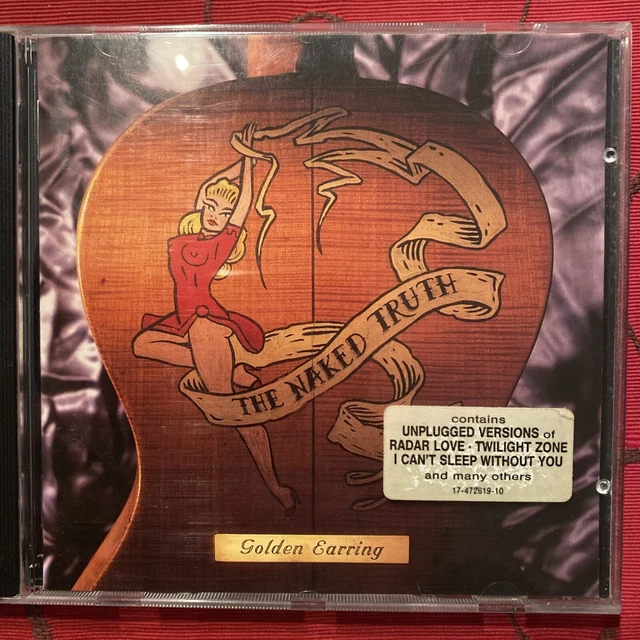 THE NAKED TRUTH
contains
UNPLUGGED VERSIONS of
RADAR LOVE - TWILIGHT ZONE
I CAN'T SLEEP WITHOUT YOU
and many others
17-472619-10
Golden Earring